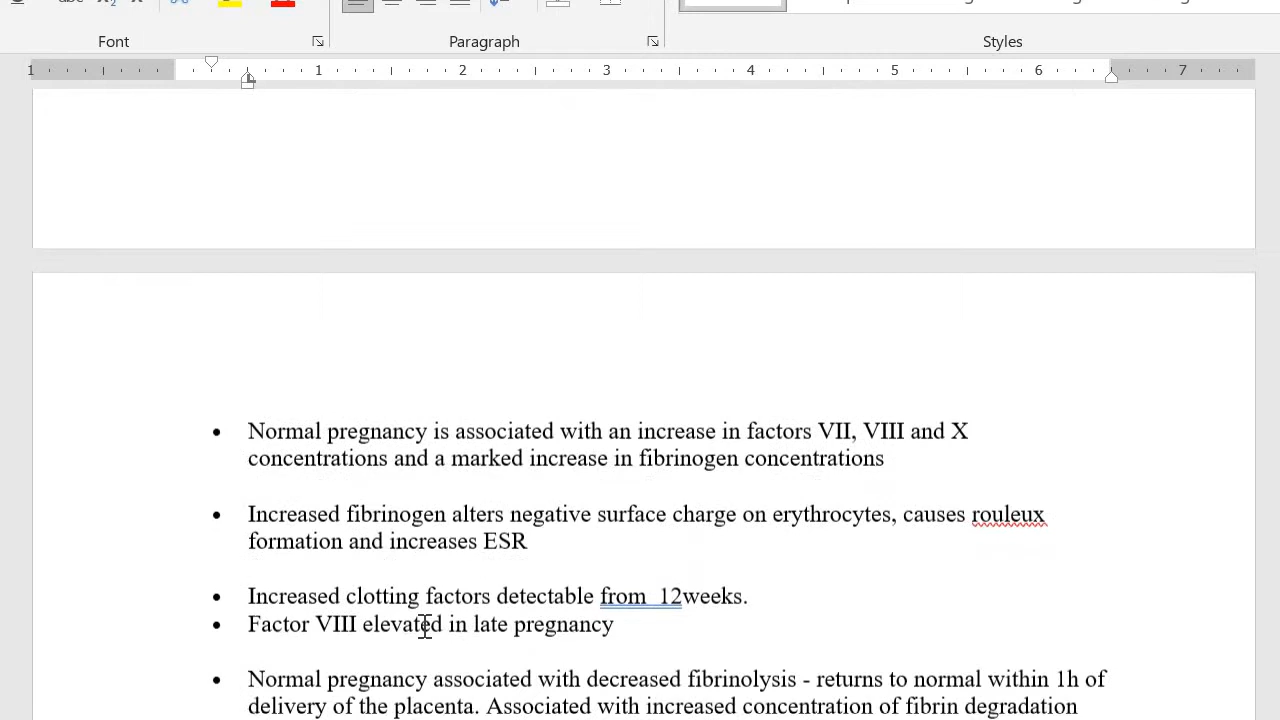 Font
Paragraph
Styles
1 1 2 3 4 5 6 7
• Normal pregnancy is associated with an increase in factors VII, VIII and X
concentrations and a marked increase in fibrinogen concentrations
• Increased fibrinogen alters negative surface charge on erythrocytes, causes rouleux
formation and increases ESR
• Increased clotting factors detectable from  12weeks.
• Factor VIII elevated in late pregnancy
• Normal pregnancy associated with decreased fibrinolysis - returns to normal within 1h of
delivery of the placenta. Associated with increased concentration of fibrin degradation